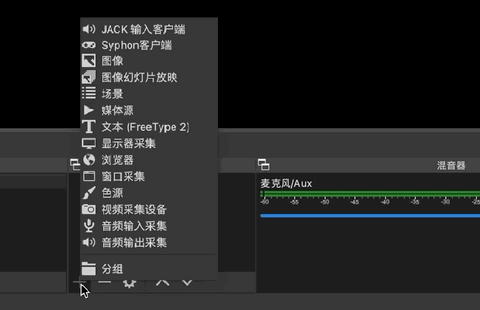 JACK 输入客户端
Syphon客户端
图像
图像幻灯片放映
场景
媒体源
文本 (FreeType 2)
显示器采集
浏览器
窗口采集
色源
视频采集设备
音频输入采集
音频输出采集
分组
混音器
麦克风/Aux
-60 -55 -50 -45 -40 -35 -30 -25